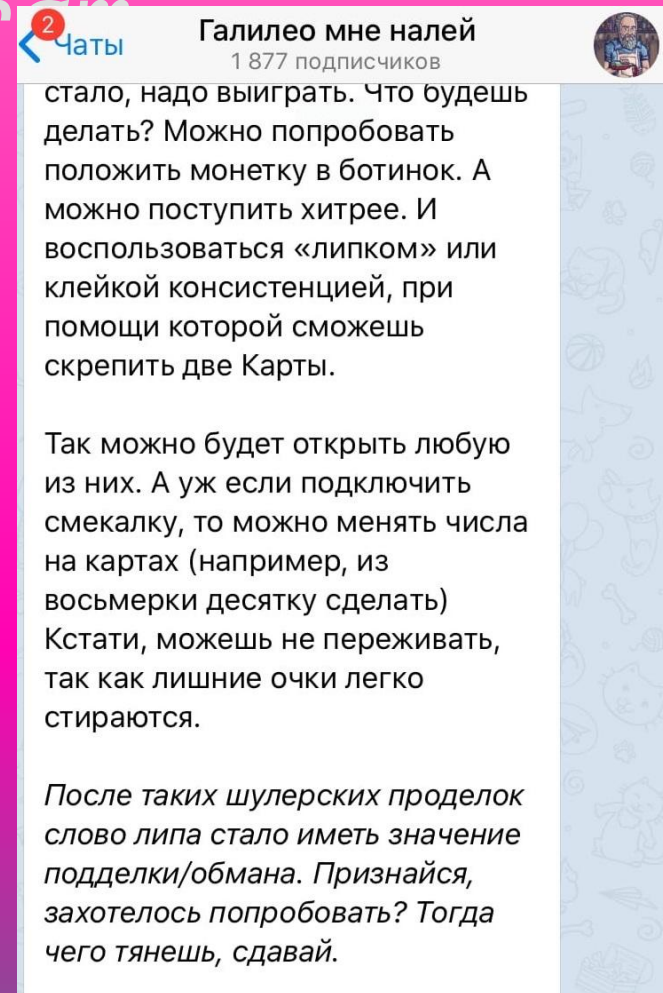 2
Чаты
Галилео мне налей
1 877 подписчиков
стало, надо выиграть. Что будешь
делать? Можно попробовать
положить монетку в ботинок. А
можно поступить хитрее. И
воспользоваться «липком» или
клейкой консистенцией, при
помощи которой сможешь
скрепить две Карты.
Так можно будет открыть любую
из них. А уж если подключить
смекалку, то можно менять числа
на картах (например, из
восьмерки десятку сделать)
Кстати, можешь не переживать,
так как лишние очки легко
стираются.
После таких шулерских проделок
слово липа стало иметь значение
подделки/обмана. Признайся,
захотелось попробовать? Тогда
чего тянешь, сдавай.